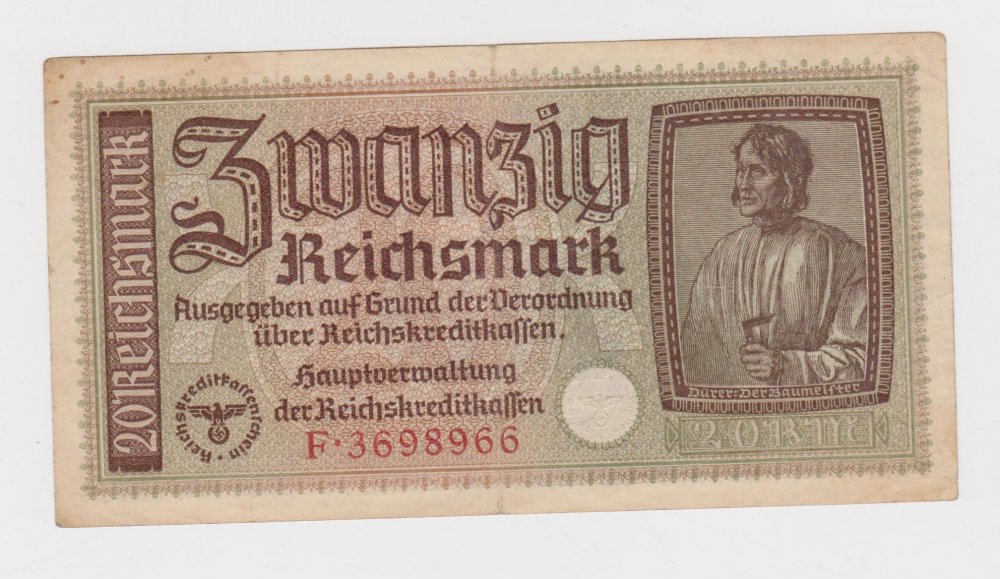 20 Reichsmark
Zwanzig
Reichsmark
Ausgegeben auf Grund der Verordnung
über Reichskreditkassen.
Hauptverwaltung
der Reichskreditkassen
Reichskreditkassenschein
F·3698966
Dürer: Der Baumeister
20 RM